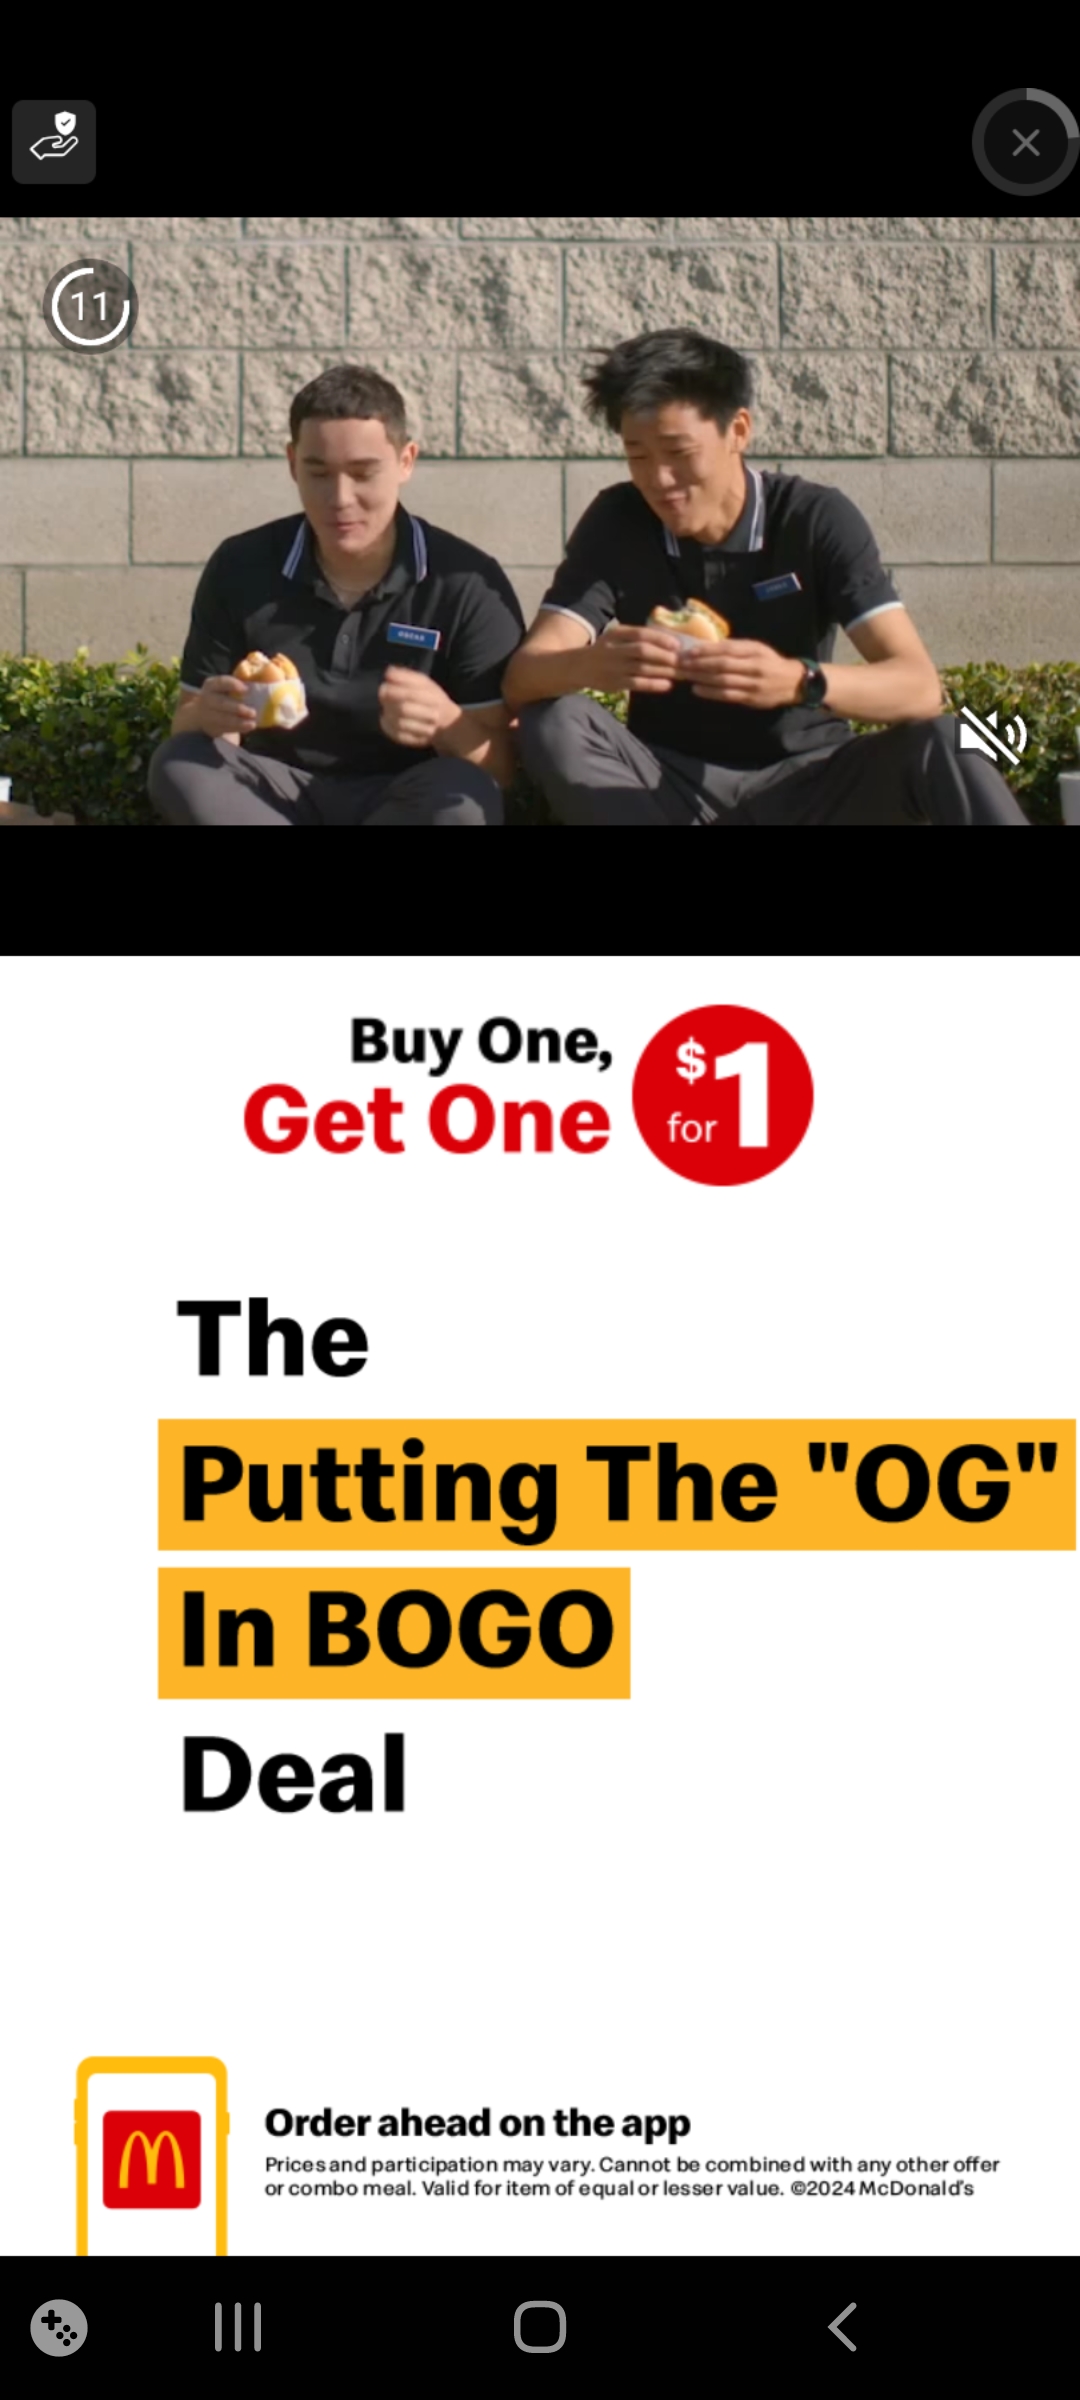 11
Buy One,
Get One
$1
for
The
Putting The "OG"
In BOGO
Deal
Order ahead on the app
Prices and participation may vary. Cannot be combined with any other offer
or combo meal. Valid for item of equal or lesser value. ©2024 McDonald's